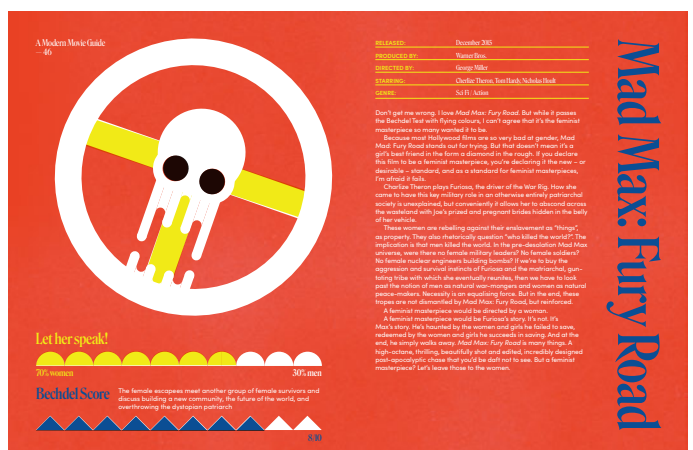 A Modern Movie Guide
— 46
Let her speak!
70% women
30% men
Bechdel Score
The female escapees meet another group of female survivors and
discuss building a new community, the future of the world, and
overthrowing the dystopian patriarch
8/10
RELEASED: December 2015
PRODUCED BY: Warner Bros.
DIRECTED BY: George Miller
STARRING: Charlize Theron, Tom Hardy, Nicholas Hoult
GENRE: Sci Fi / Action
Don't get me wrong, I love Mad Max: Fury Road. But while it passes
the Bechdel Test with flying colours, I can't agree that it's the feminist
masterpiece so many wanted it to be.
Because most Hollywood films are so very bad at gender, Mad
Mad: Fury Road stands out for trying. But that doesn't mean it's a
girl's best friend in the form a diamond in the rough. If you declare
this film to be a feminist masterpiece, you're declaring it the new – or
desirable – standard, and as a standard for feminist masterpieces,
I'm afraid it fails.
Charlize Theron plays Furiosa, the driver of the War Rig. How she
came to have this key military role in an otherwise entirely patriarchal
society is unexplained, but conveniently it allows her to abscond across
the wasteland with Joe's prized and pregnant brides hidden in the belly
of her vehicle.
These women are rebelling against their enslavement as "things",
as property. They also rhetorically question "who killed the world?". The
implication is that men killed the world. In the pre-desolation Mad Max
universe, were there no female military leaders? No female soldiers?
No female nuclear engineers building bombs? If we're to buy the
aggression and survival instincts of Furiosa and the matriarchal, gun-
toting tribe with which she eventually reunites, then we have to look
past the notion of men as natural war-mongers and women as natural
peace-makers. Necessity is an equalising force. But in the end, these
tropes are not dismantled by Mad Max: Fury Road, but reinforced.
A feminist masterpiece would be directed by a woman.
A feminist masterpiece would be Furiosa's story. It's not. It's
Max's story. He's haunted by the women and girls he failed to save,
redeemed by the women and girls he succeeds in saving. And at the
end, he simply walks away. Mad Max: Fury Road is many things. A
high-octane, thrilling, beautifully shot and edited, incredibly designed
post-apocalyptic chase that you'd be daft not to see. But a feminist
masterpiece? Let's leave those to the women.
Mad Max: Fury Road